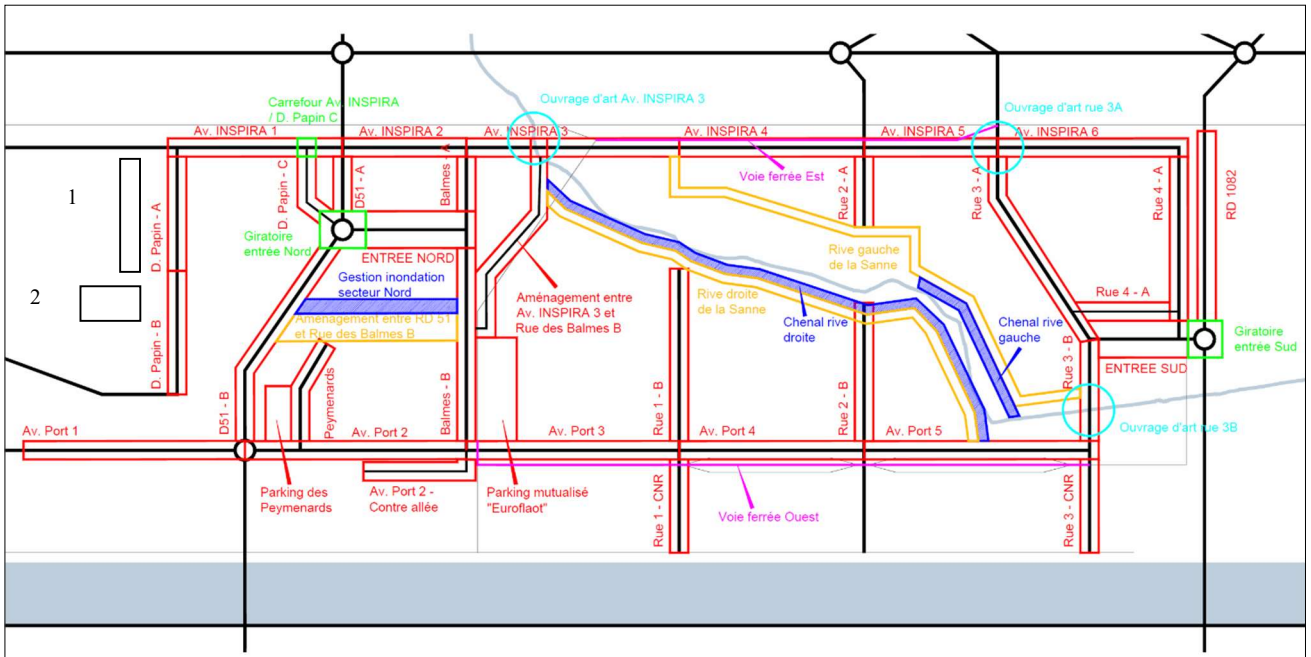 Carrefour Av. INSPIRA
/ D. Papin C
Ouvrage d'art Av. INSPIRA 3
Ouvrage d'art rue 3A
Av. INSPIRA 1
Av. INSPIRA 2
Av. INSPIRA 3
Av. INSPIRA 4
Av. INSPIRA 5
Av. INSPIRA 6
Voie ferrée Est
1
2
D. Papin - A
D. Papin - B
D. Papin - C
D51 - A
Balmes - A
Rue 2 - A
Rue 3 - A
Rue 4 - A
RD 1082
Giratoire
entrée Nord
ENTREE NORD
Gestion inondation
secteur Nord
Aménagement entre RD 51
et Rue des Balmes B
Aménagement entre
Av. INSPIRA 3 et
Rue des Balmes B
Rive gauche
de la Sanne
Rive droite
de la Sanne
Chenal rive
droite
Chenal rive
gauche
Rue 4 - A
Giratoire
entrée Sud
ENTREE SUD
D51 - B
Peymenards
Balmes - B
Rue 1 - B
Rue 2 - B
Rue 3 - B
Ouvrage d'art rue 3B
Av. Port 1
Av. Port 2
Av. Port 3
Av. Port 4
Av. Port 5
Parking des
Peymenards
Av. Port 2 -
Contre allée
Parking mutualisé
"Euroflaot"
Rue 1 - CNR
Voie ferrée Ouest
Rue 3 - CNR